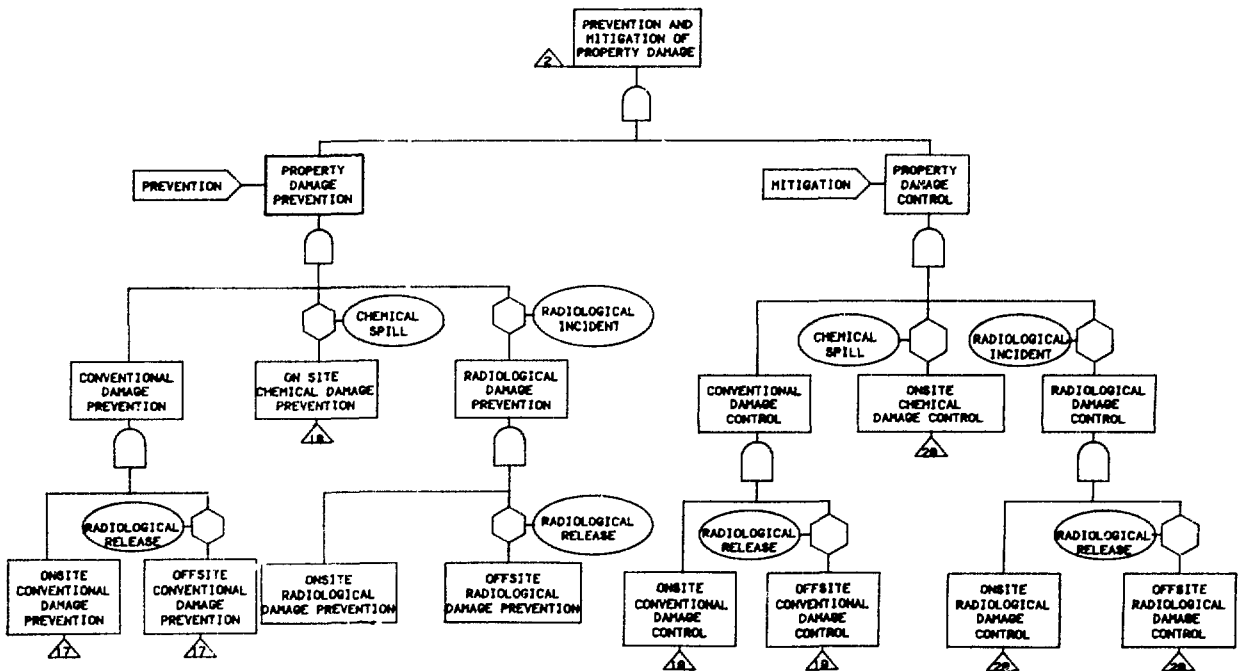 PREVENTION AND
MITIGATION OF
PROPERTY DAMAGE
2
PREVENTION
PROPERTY
DAMAGE
PREVENTION
MITIGATION
PROPERTY
DAMAGE
CONTROL
CHEMICAL
SPILL
RADIOLOGICAL
INCIDENT
CHEMICAL
SPILL
RADIOLOGICAL
INCIDENT
CONVENTIONAL
DAMAGE
PREVENTION
ON SITE
CHEMICAL DAMAGE
PREVENTION
RADIOLOGICAL
DAMAGE
PREVENTION
CONVENTIONAL
DAMAGE
CONTROL
ONSITE
CHEMICAL
DAMAGE CONTROL
RADIOLOGICAL
DAMAGE
CONTROL
RADIOLOGICAL
RELEASE
RADIOLOGICAL
RELEASE
RADIOLOGICAL
RELEASE
RADIOLOGICAL
RELEASE
ONSITE
CONVENTIONAL
DAMAGE
PREVENTION
17
OFFSITE
CONVENTIONAL
DAMAGE
PREVENTION
17
ONSITE
RADIOLOGICAL
DAMAGE PREVENTION
OFFSITE
RADIOLOGICAL
DAMAGE PREVENTION
ONSITE
CONVENTIONAL
DAMAGE
CONTROL
OFFSITE
CONVENTIONAL
DAMAGE
CONTROL
ONSITE
RADIOLOGICAL
DAMAGE
CONTROL
OFFSITE
RADIOLOGICAL
DAMAGE
CONTROL